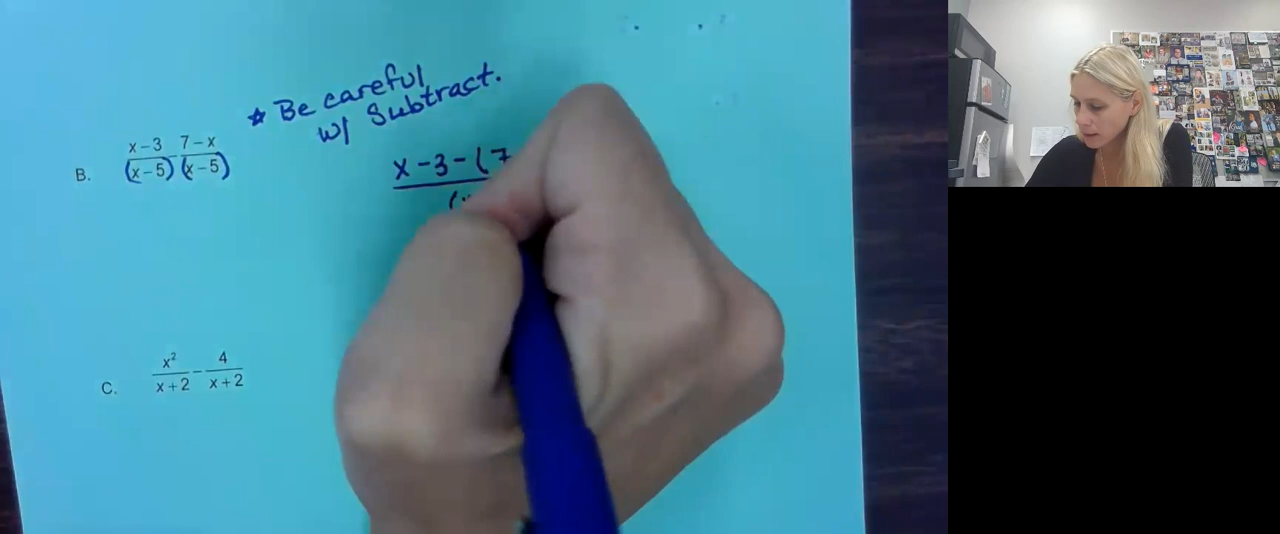 * Be careful
w/ Subtract.
B. x-3/(x-5) - 7-x/(x-5)
x-3-(7
C. x²/x+2 - 4/x+2